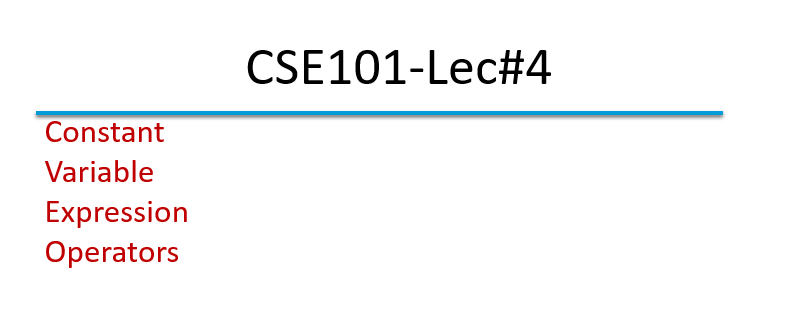 CSE101-Lec#4
Constant
Variable
Expression
Operators